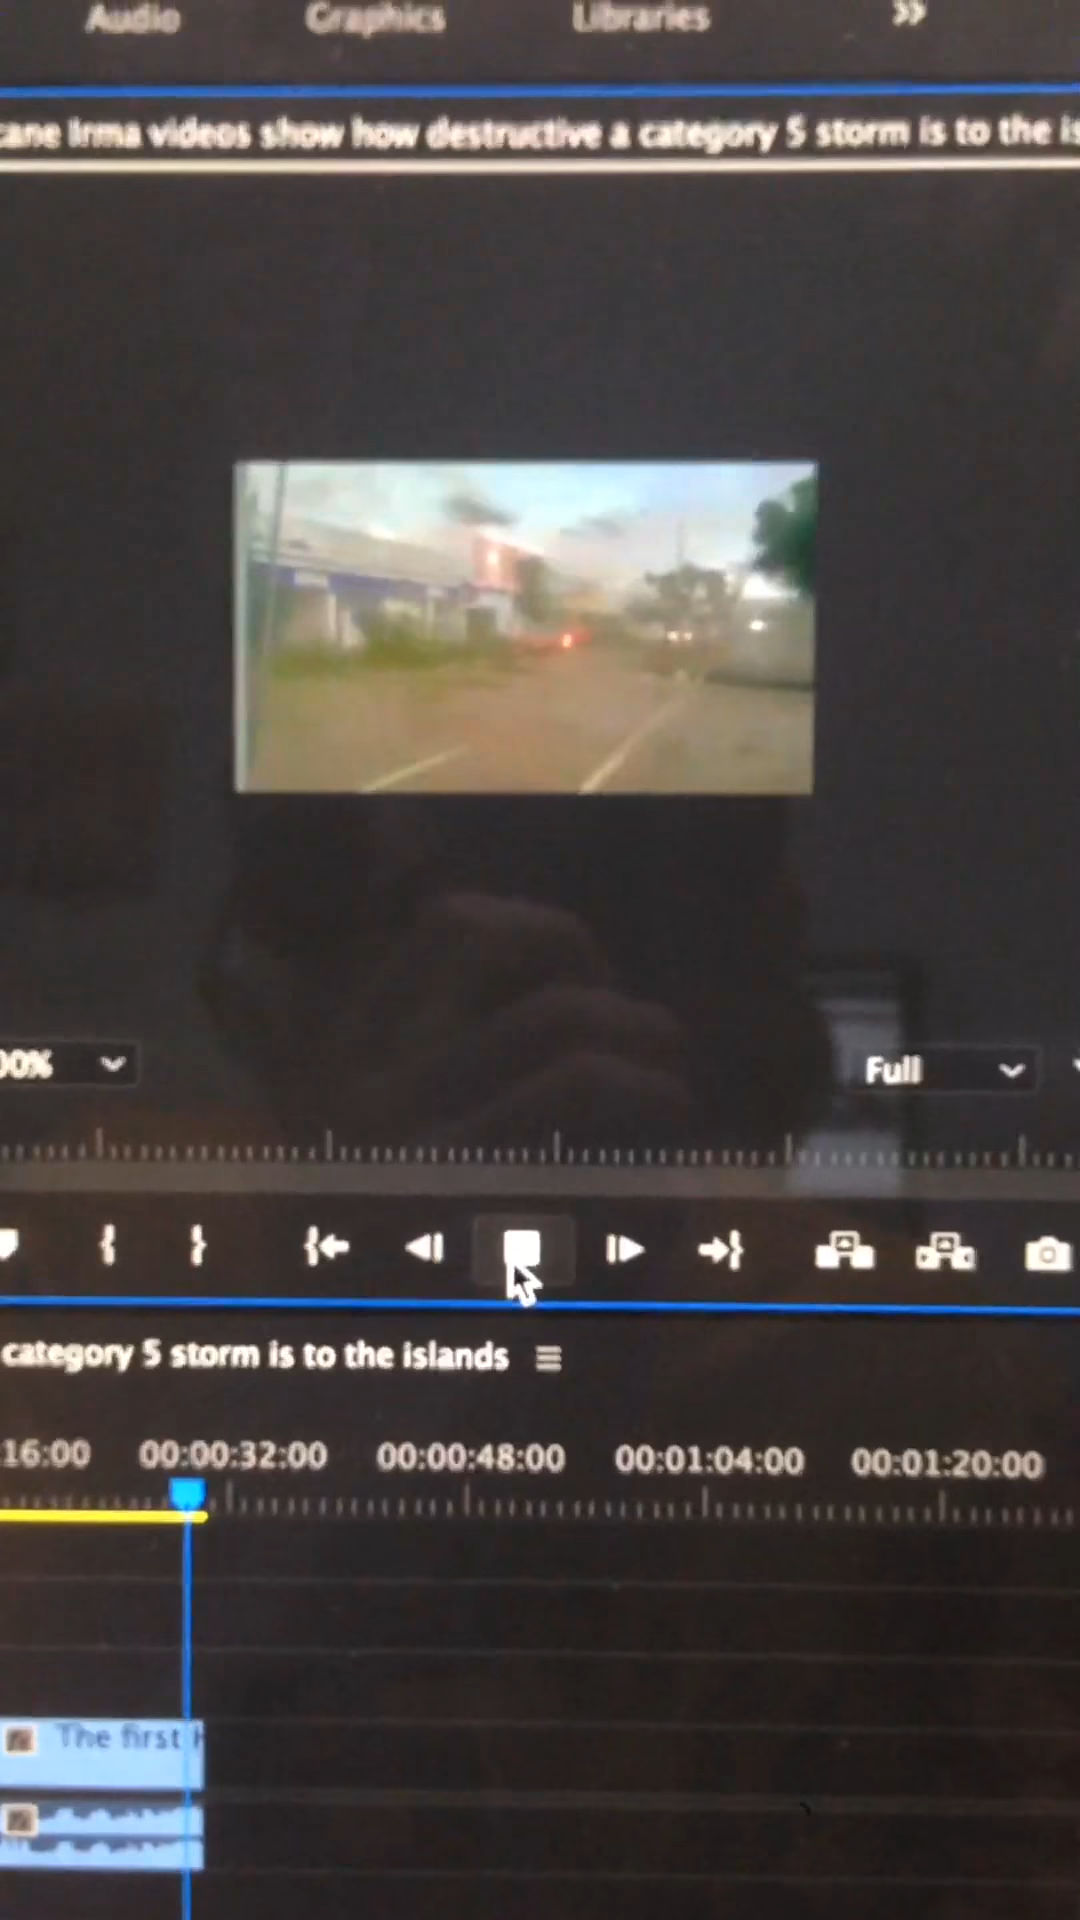 Audio Graphics Libraries
cane Irma videos show how destructive a category 5 storm is to the is
00% Full
category 5 storm is to the islands
16:00 00:00:32:00 00:00:48:00 00:01:04:00 00:01:20:00
The first H